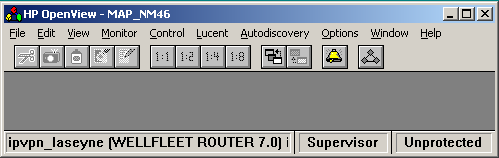 HP OpenView - MAP_NM46
File Edit View Monitor Control Lucent Autodiscovery Options Window Help
1:1 1:2 1:4 1:8
ipvpn_laseyne (WELLFLEET ROUTER 7.0) i Supervisor Unprotected